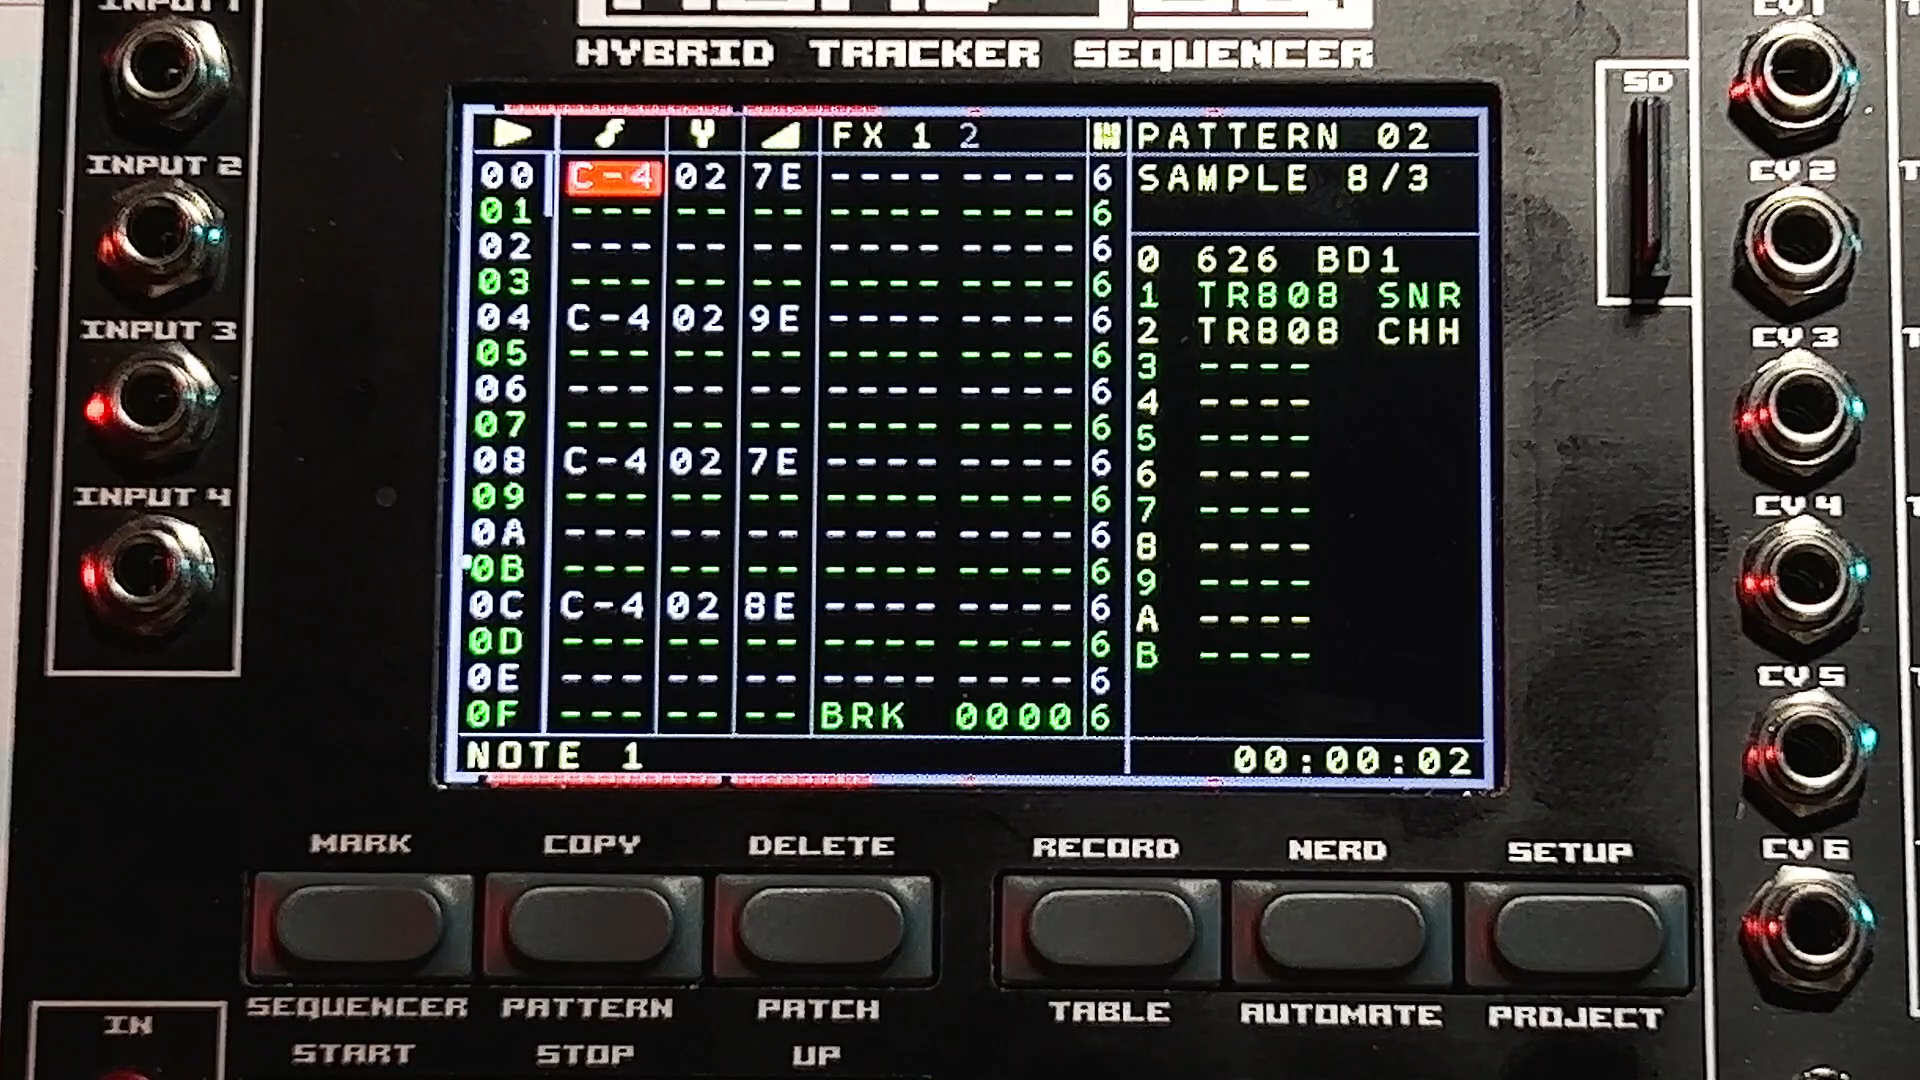 INPUT 1
CV 1
HYBRID TRACKER SEQUENCER
SD
FX 1 2
PATTERN 02
00 C-4 02 7E ---- ---- 6
SAMPLE 8/3
INPUT 2
CV 2
01 --- -- -- ---- ---- 6
02 --- -- -- ---- ---- 6
0 626 BD1
03 --- -- -- ---- ---- 6
1 TR808 SNR
04 C-4 02 9E ---- ---- 6
2 TR808 CHH
INPUT 3
CV 3
05 --- -- -- ---- ---- 6
3 ----
06 --- -- -- ---- ---- 6
4 ----
07 --- -- -- ---- ---- 6
5 ----
08 C-4 02 7E ---- ---- 6
6 ----
INPUT 4
CV 4
09 --- -- -- ---- ---- 6
7 ----
0A --- -- -- ---- ---- 6
8 ----
0B --- -- -- ---- ---- 6
9 ----
0C C-4 02 8E ---- ---- 6
A ----
0D --- -- -- ---- ---- 6
B ----
0E --- -- -- ---- ---- 6
CV 5
0F --- -- -- BRK 0000 6
NOTE 1
00:00:02
MARK COPY DELETE RECORD NERD SETUP
CV 6
SEQUENCER PATTERN PATCH TABLE AUTOMATE PROJECT
IN
START STOP UP